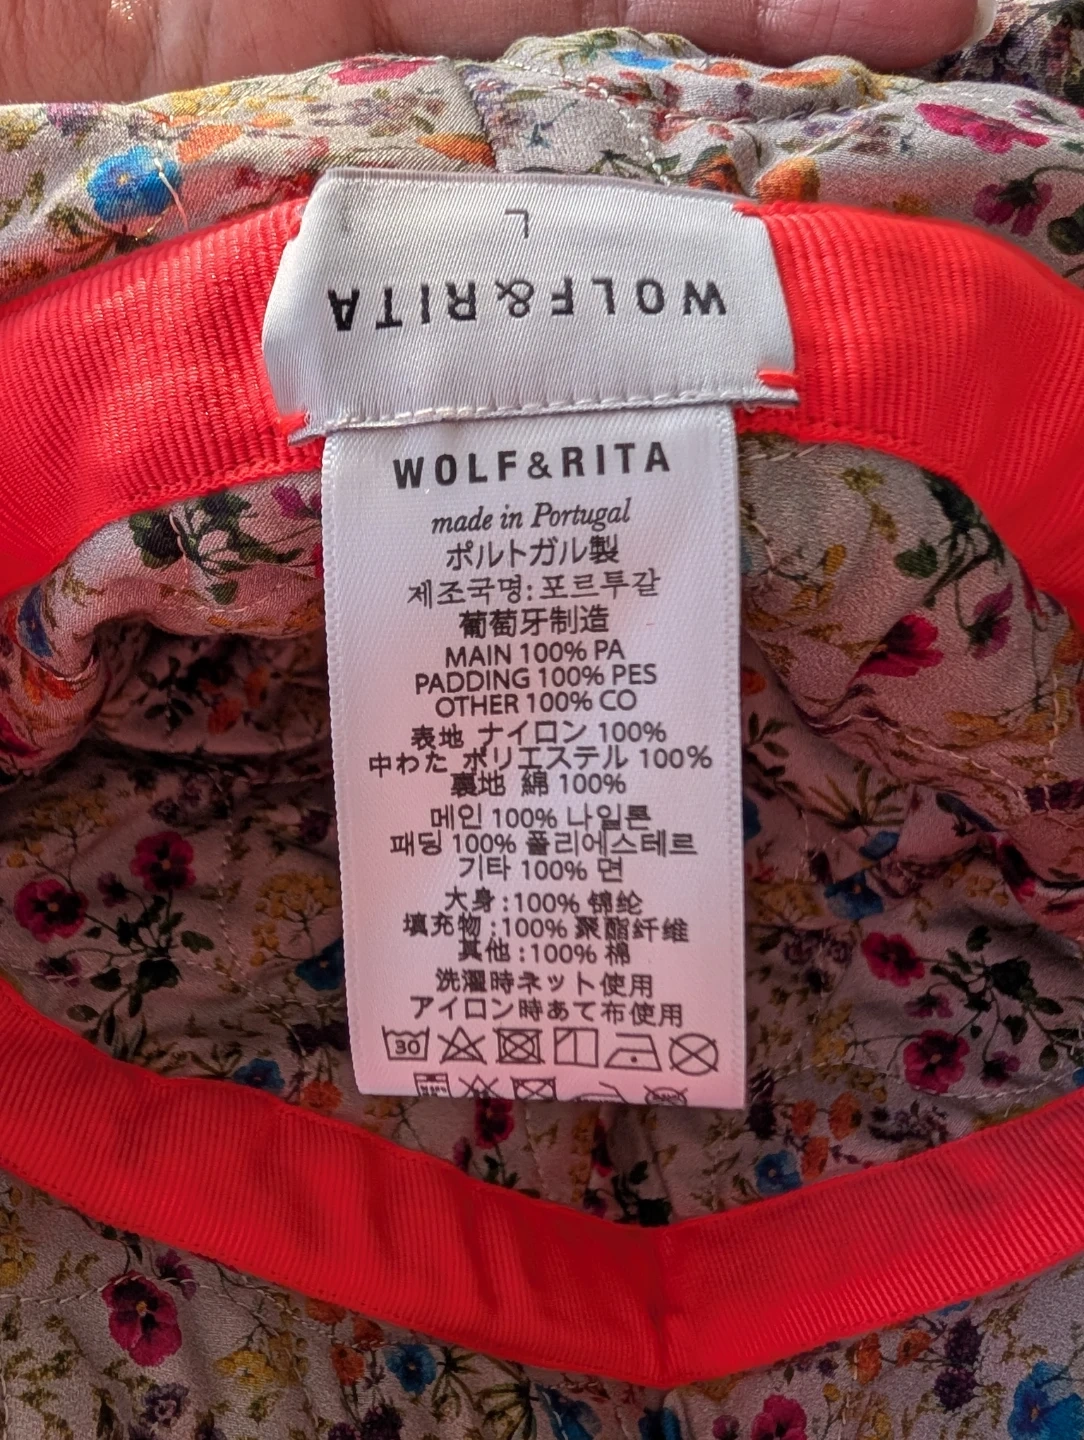 L
WOLF&RITA
WOLF&RITA
made in Portugal
ポルトガル製
제조국명: 포르투갈
葡萄牙制造
MAIN 100% PA
PADDING 100% PES
OTHER 100% CO
表地 ナイロン 100%
中わた ポリエステル 100%
裏地 綿 100%
메인 100% 나일론
패딩 100% 폴리에스테르
기타 100% 면
大身:100% 锦纶
填充物:100% 聚酯纤维
其他:100% 棉
洗濯時ネット使用
アイロン時あて布使用
30